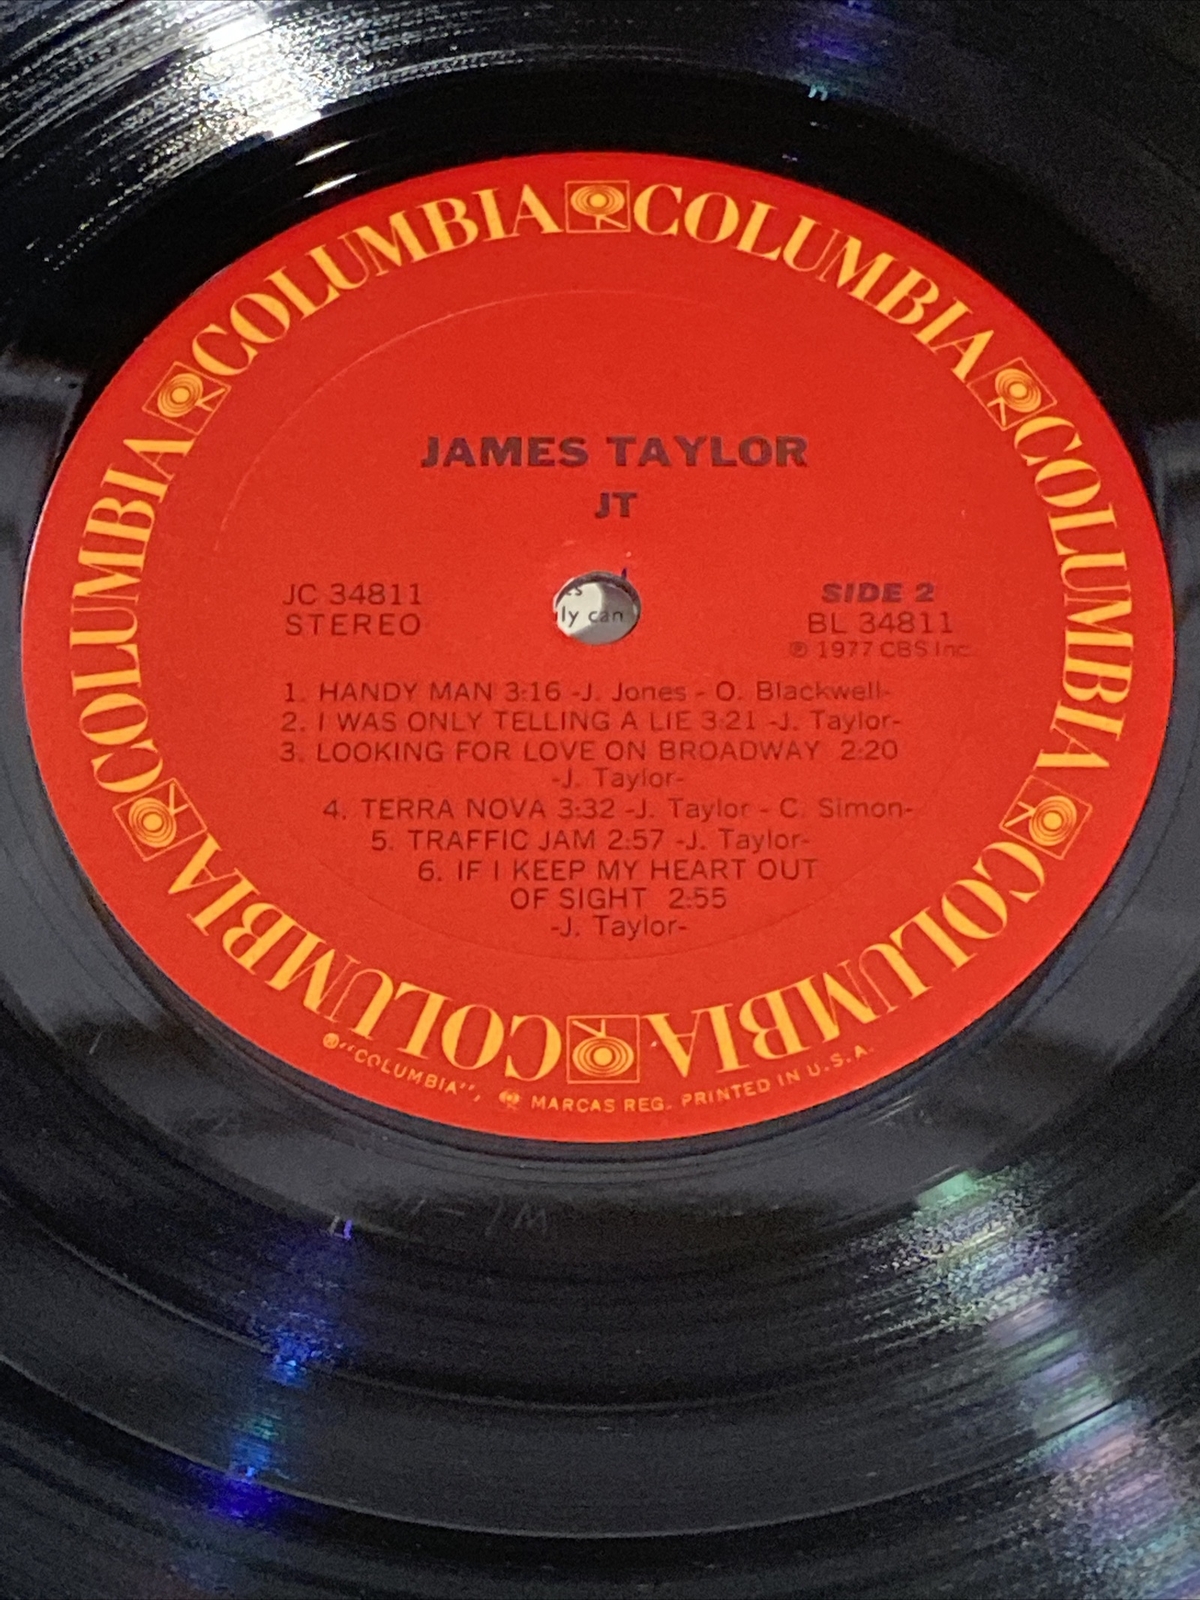 COLUMBIA COLUMBIA COLUMBIA COLUMBIA COLUMBIA COLUMBIA
JAMES TAYLOR
JT
JC 34811
STEREO
SIDE 2
BL 34811
℗ 1977 CBS Inc.
ly can
1. HANDY MAN 3:16 -J. Jones - O. Blackwell-
2. I WAS ONLY TELLING A LIE 3:21 -J. Taylor-
3. LOOKING FOR LOVE ON BROADWAY 2:20
-J. Taylor-
4. TERRA NOVA 3:32 -J. Taylor - C. Simon-
5. TRAFFIC JAM 2:57 -J. Taylor-
6. IF I KEEP MY HEART OUT
OF SIGHT 2:55
-J. Taylor-
®"COLUMBIA", MARCAS REG. PRINTED IN U.S.A.